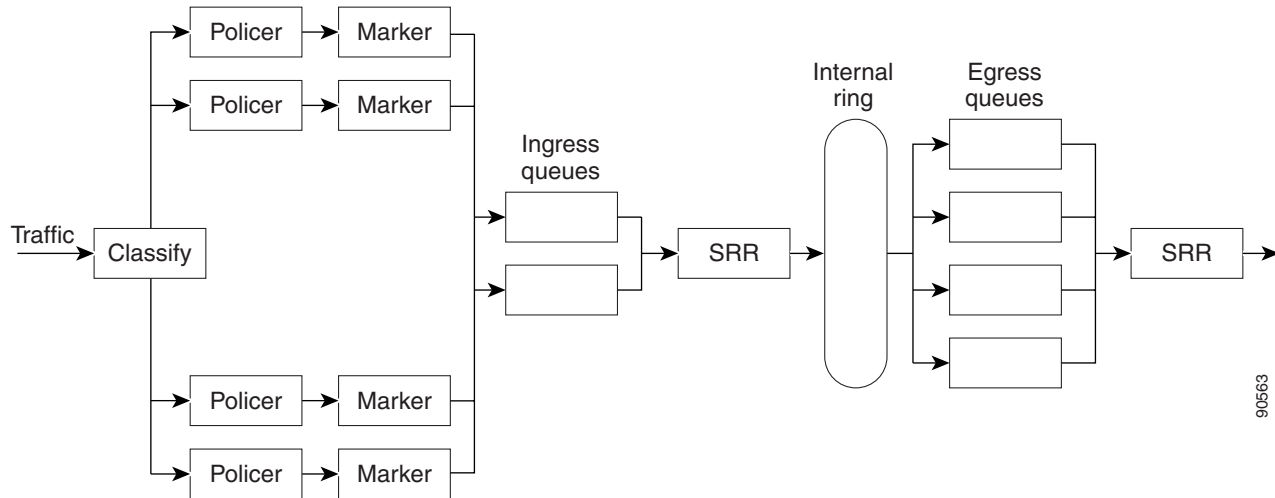 Policer
Marker
Policer
Marker
Internal
ring
Egress
queues
Ingress
queues
Traffic
Classify
SRR
SRR
Policer
Marker
Policer
Marker
90563